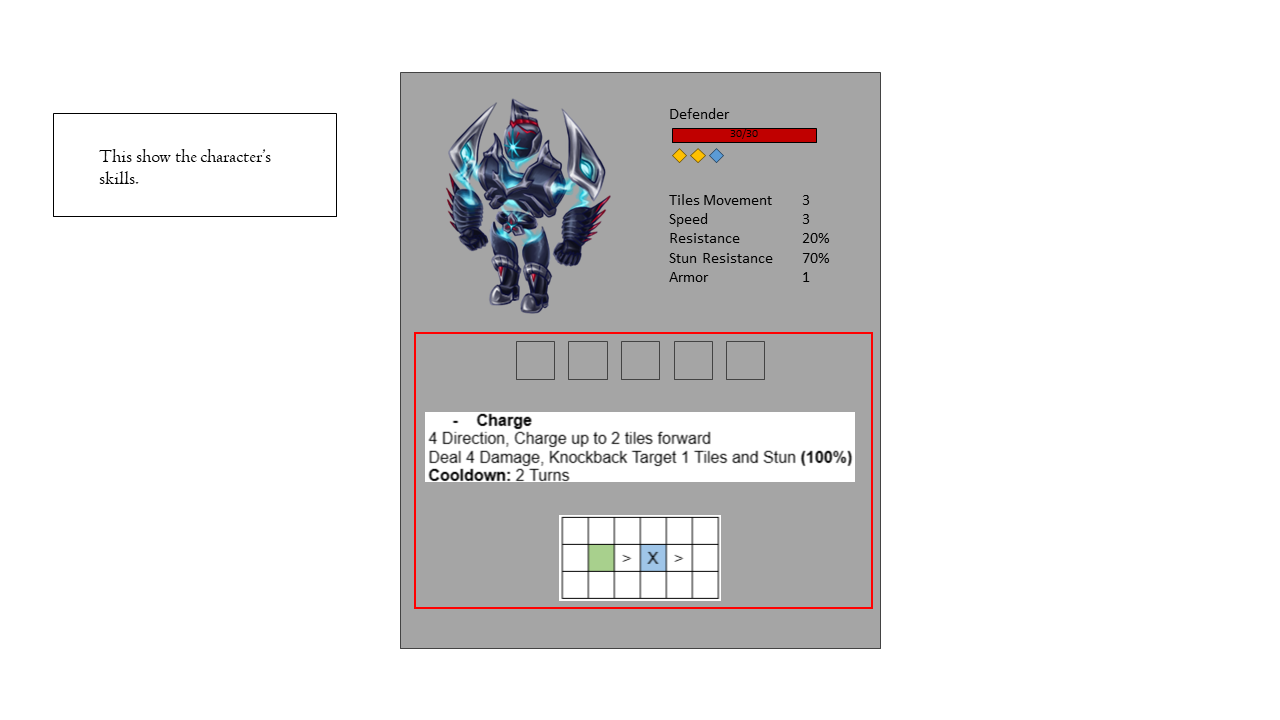 This show the character's
skills.
Defender
30/30
Tiles Movement 3
Speed 3
Resistance 20%
Stun Resistance 70%
Armor 1
- Charge
4 Direction, Charge up to 2 tiles forward
Deal 4 Damage, Knockback Target 1 Tiles and Stun (100%)
Cooldown: 2 Turns
> X >